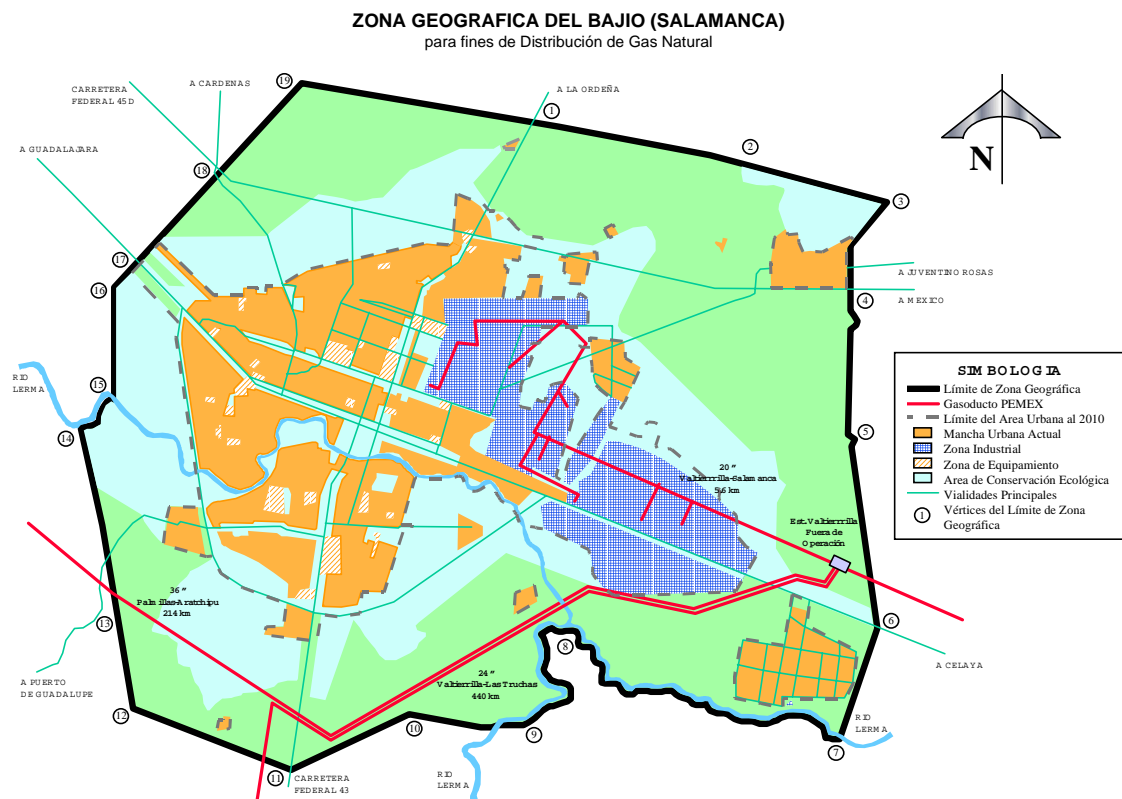 ZONA GEOGRAFICA DEL BAJIO (SALAMANCA)
para fines de Distribución de Gas Natural
19
A CARDENAS
CARRETERA
FEDERAL 45D
A LA ORDEÑA
1
A GUADALAJARA
2
N
18
3
17
A JUVENTINO ROSAS
16
4
A MEXICO
RIO
LERMA
15
14
5
SIMBOLOGIA
Límite de Zona Geográfica
Gasoducto PEMEX
Límite del Area Urbana al 2010
Mancha Urbana Actual
Zona Industrial
Zona de Equipamiento
Area de Conservación Ecológica
Vialidades Principales
1
Vértices del Límite de Zona
Geográfica
20"
Valtierrilla-Salamanca
5.6 km
Est. Valtierrilla
Fuera de
Operación
36"
Palmillas-Aratchipu
214 km
13
6
8
A CELAYA
A PUERTO
DE GUADALUPE
24"
Valtierrilla-Las Truchas
440 km
12
10
9
RIO
LERMA
7
11
CARRETERA
FEDERAL 43
RIO
LERMA